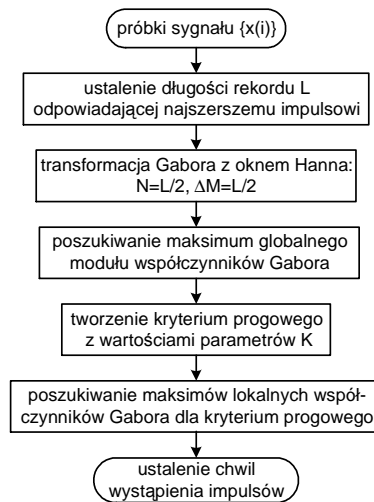 próbki sygnału {x(i)}
ustalenie długości rekordu L
odpowiadającej najszerszemu impulsowi
transformacja Gabora z oknem Hanna:
N=L/2, ΔM=L/2
poszukiwanie maksimum globalnego
modułu współczynników Gabora
tworzenie kryterium progowego
z wartościami parametrów K
poszukiwanie maksimów lokalnych współ-
czynników Gabora dla kryterium progowego
ustalenie chwil
wystąpienia impulsów